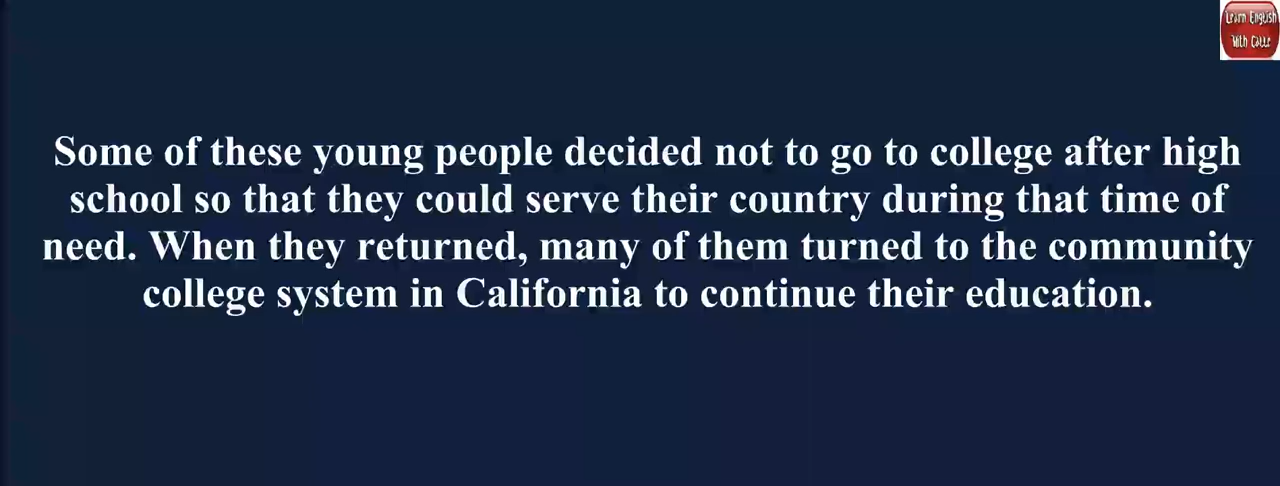 Learn English
With
Some of these young people decided not to go to college after high
school so that they could serve their country during that time of
need. When they returned, many of them turned to the community
college system in California to continue their education.